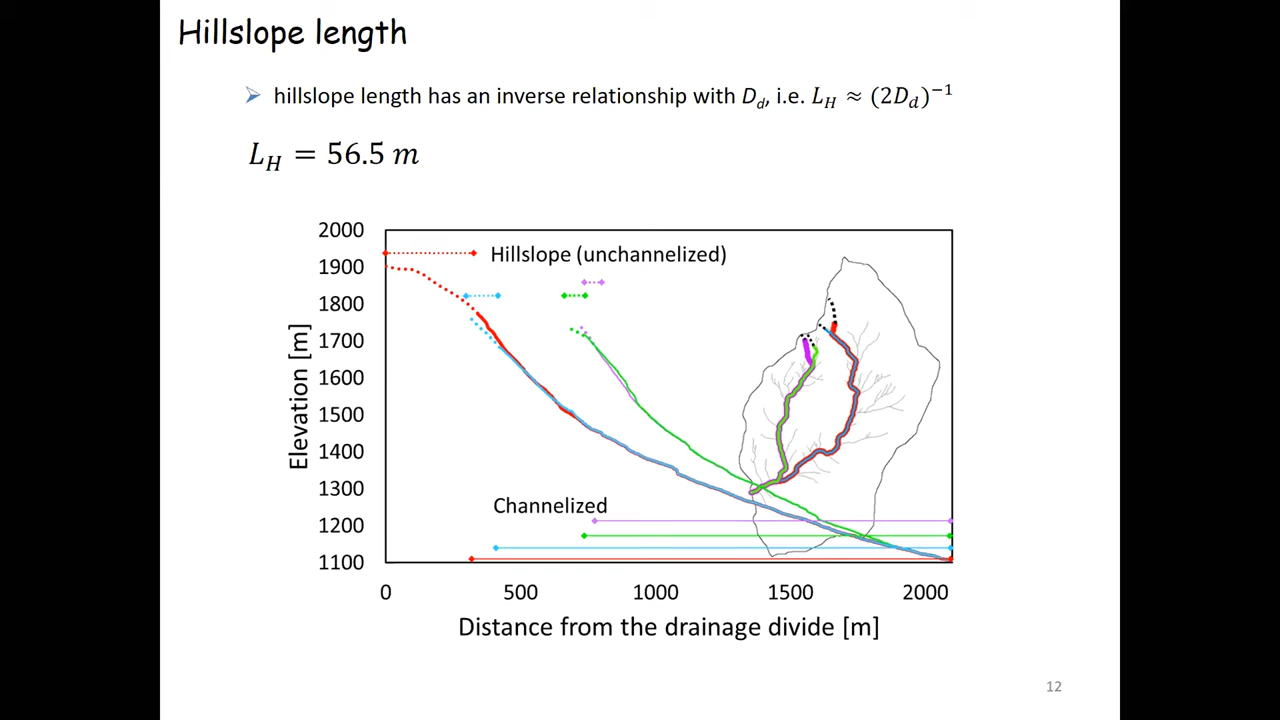 Hillslope length
➢ hillslope length has an inverse relationship with D_d, i.e. L_H ≈ (2D_d)^−1
L_H = 56.5 m
2000
1900
1800
1700
1600
1500
1400
1300
1200
1100
Elevation [m]
Hillslope (unchannelized)
Channelized
0 500 1000 1500 2000
Distance from the drainage divide [m]
12